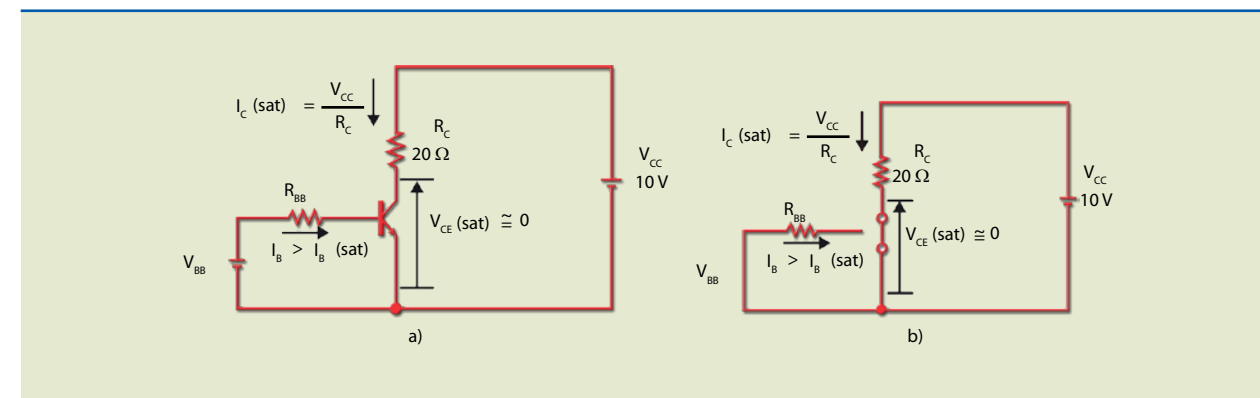 I_C (sat) = V_CC / R_C
R_C
20 Ω
V_CC
10 V
R_BB
V_CE (sat) ≅ 0
I_B > I_B (sat)
V_BB
a)
I_C (sat) = V_CC / R_C
R_C
20 Ω
V_CC
10 V
R_BB
V_CE (sat) ≅ 0
I_B > I_B (sat)
V_BB
b)